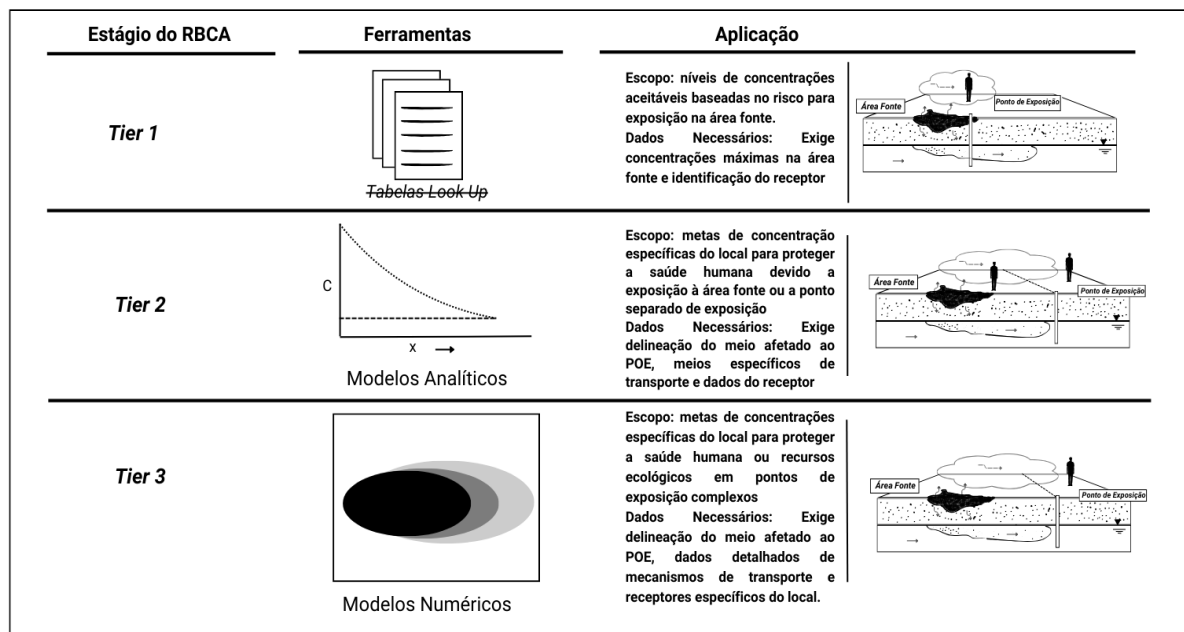 Estágio do RBCA
Ferramentas
Aplicação
Tier 1
Tabelas Look Up
Escopo: níveis de concentrações
aceitáveis baseadas no risco para
exposição na área fonte.
Dados Necessários: Exige
concentrações máximas na área
fonte e identificação do receptor
Área Fonte
Ponto de Exposição
Tier 2
C
x
Modelos Analíticos
Escopo: metas de concentração
específicas do local para proteger
a saúde humana devido a
exposição à área fonte ou a ponto
separado de exposição
Dados Necessários: Exige
delineação do meio afetado ao
POE, meios específicos de
transporte e dados do receptor
Área Fonte
Ponto de Exposição
Tier 3
Modelos Numéricos
Escopo: metas de concentrações
específicas do local para proteger
a saúde humana ou recursos
ecológicos em pontos de
exposição complexos
Dados Necessários: Exige
delineação do meio afetado ao
POE, dados detalhados de
mecanismos de transporte e
receptores específicos do local.
Área Fonte
Ponto de Exposição